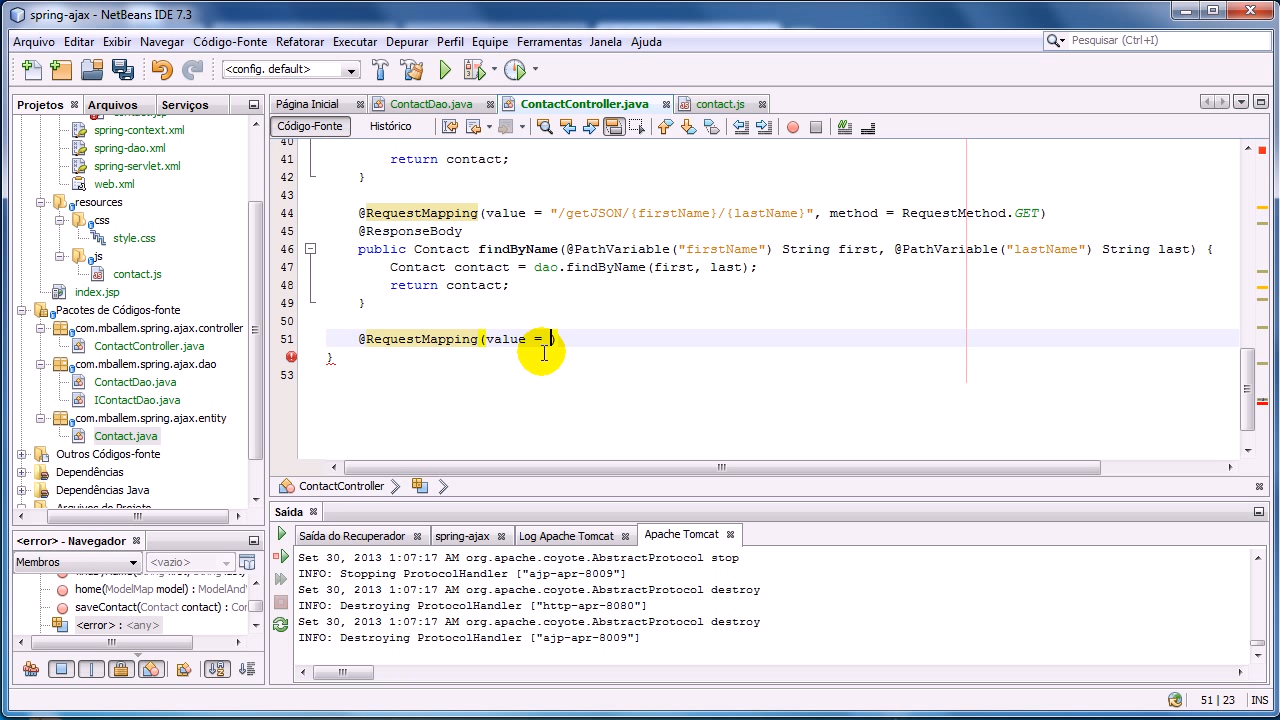 spring-ajax - NetBeans IDE 7.3
Arquivo Editar Exibir Navegar Código-Fonte Refatorar Executar Depurar Perfil Equipe Ferramentas Janela Ajuda
Pesquisar (Ctrl+I)
<config. default>
Projetos Arquivos Serviços
spring-context.xml
spring-dao.xml
spring-servlet.xml
web.xml
resources
css
style.css
js
contact.js
index.jsp
Pacotes de Códigos-fonte
com.mballem.spring.ajax.controller
ContactController.java
com.mballem.spring.ajax.dao
ContactDao.java
IContactDao.java
com.mballem.spring.ajax.entity
Contact.java
Outros Códigos-fonte
Dependências
Dependências Java
Arquivos do Projeto
<error> - Navegador
Membros <vazio>
home(ModelMap model) : ModelAndV
saveContact(Contact contact) : Cor
<error> : <any>
Página Inicial ContactDao.java ContactController.java contact.js
Código-Fonte Histórico
40
41 return contact;
42 }
43
44 @RequestMapping(value = "/getJSON/{firstName}/{lastName}", method = RequestMethod.GET)
45 @ResponseBody
46 public Contact findByName(@PathVariable("firstName") String first, @PathVariable("lastName") String last) {
47 Contact contact = dao.findByName(first, last);
48 return contact;
49 }
50
51 @RequestMapping(value = )
}
53
ContactController
Saída
Saída do Recuperador spring-ajax Log Apache Tomcat Apache Tomcat
Set 30, 2013 1:07:17 AM org.apache.coyote.AbstractProtocol stop
INFO: Stopping ProtocolHandler ["ajp-apr-8009"]
Set 30, 2013 1:07:17 AM org.apache.coyote.AbstractProtocol destroy
INFO: Destroying ProtocolHandler ["http-apr-8080"]
Set 30, 2013 1:07:17 AM org.apache.coyote.AbstractProtocol destroy
INFO: Destroying ProtocolHandler ["ajp-apr-8009"]
51 | 23 INS